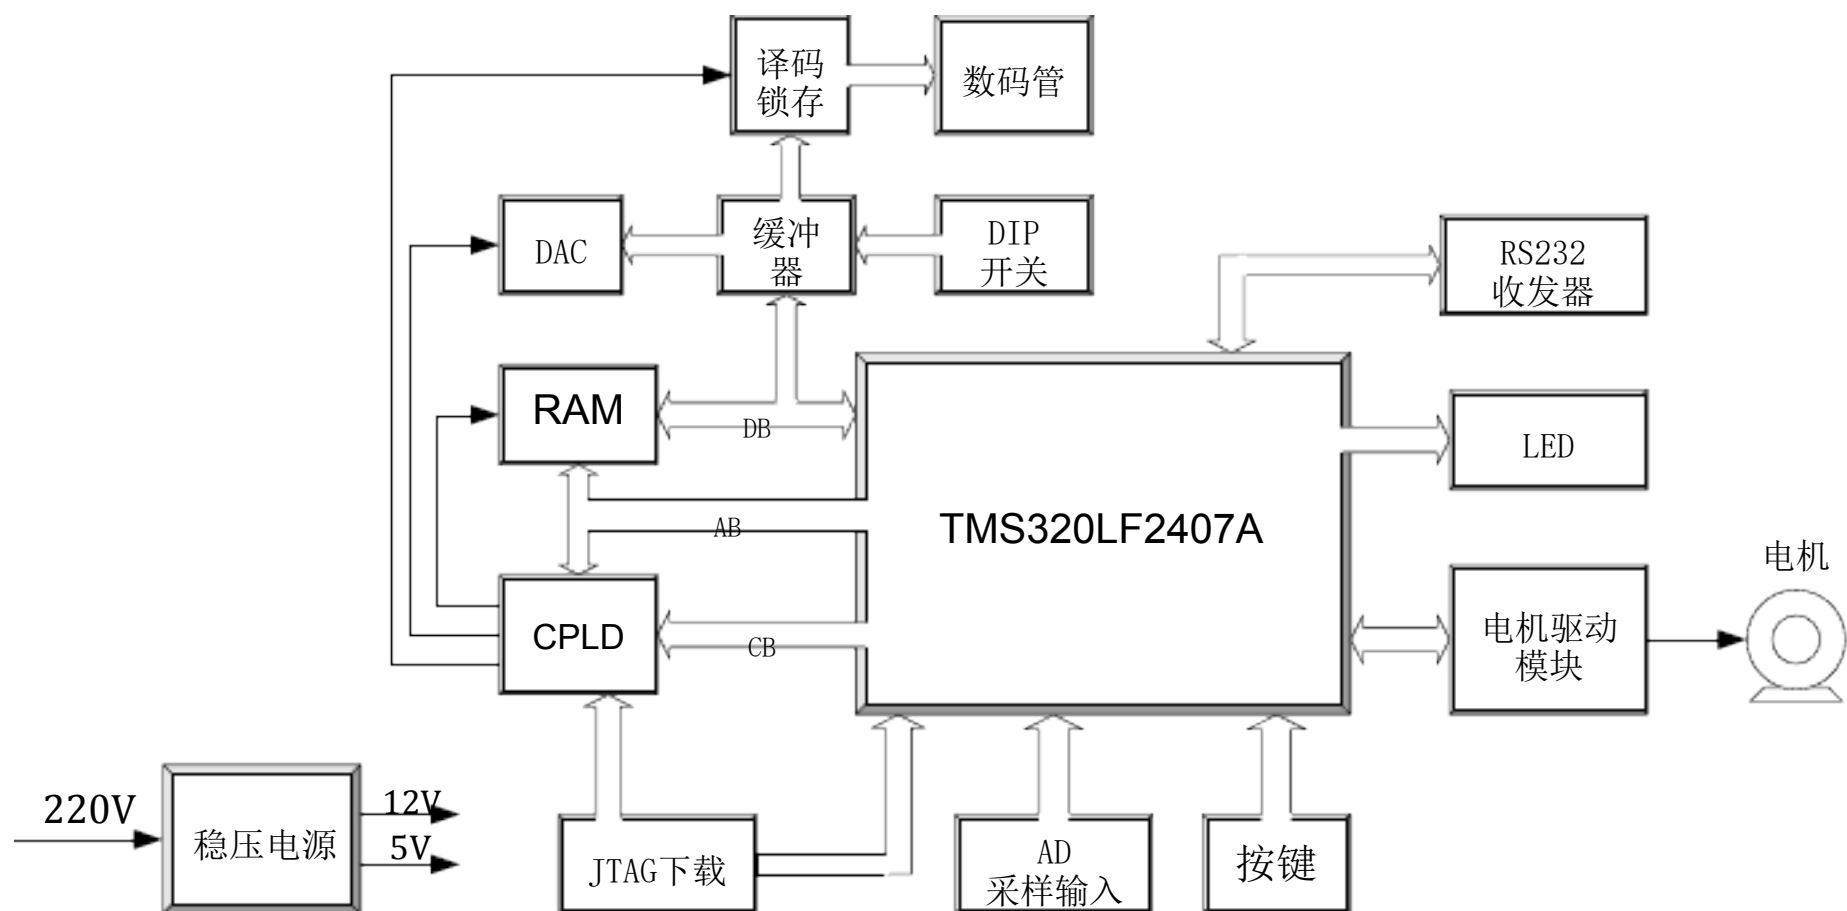 译码
锁存
数码管
DAC
缓冲
器
DIP
开关
RS232
收发器
RAM
DB
LED
AB
TMS320LF2407A
电机
CPLD
CB
电机驱动
模块
220V
稳压电源
12V
5V
JTAG下载
AD
采样输入
按键